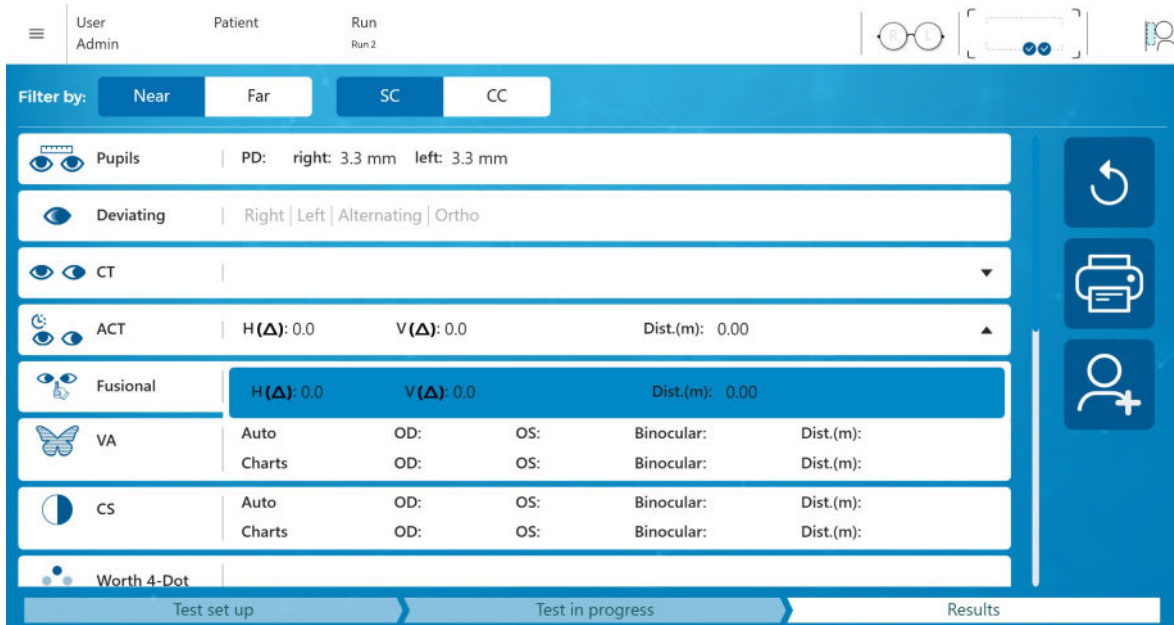 User Patient Run
Admin Run 2
R L
Filter by: Near Far SC CC
Pupils PD: right: 3.3 mm left: 3.3 mm
Deviating Right | Left | Alternating | Ortho
CT
ACT H(Δ): 0.0 V(Δ): 0.0 Dist.(m): 0.00
Fusional H(Δ): 0.0 V(Δ): 0.0 Dist.(m): 0.00
VA Auto OD: OS: Binocular: Dist.(m):
Charts OD: OS: Binocular: Dist.(m):
CS Auto OD: OS: Binocular: Dist.(m):
Charts OD: OS: Binocular: Dist.(m):
Worth 4-Dot
Test set up Test in progress Results